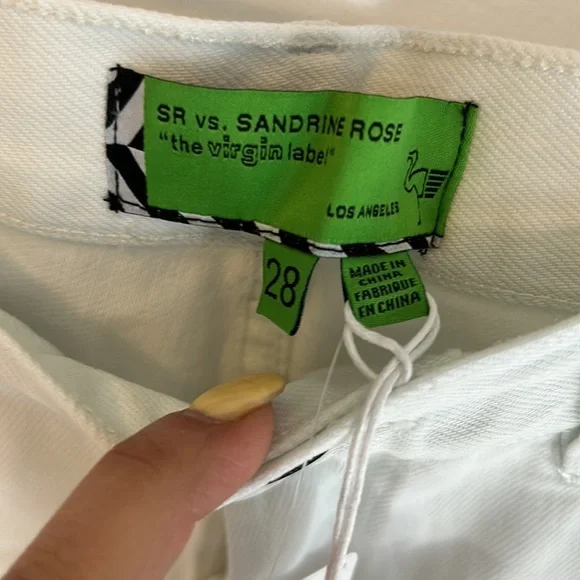 SR vs. SANDRINE ROSE
"the virgin label"
LOS ANGELES
28
MADE IN
CHINA
FABRIQUE
EN CHINA